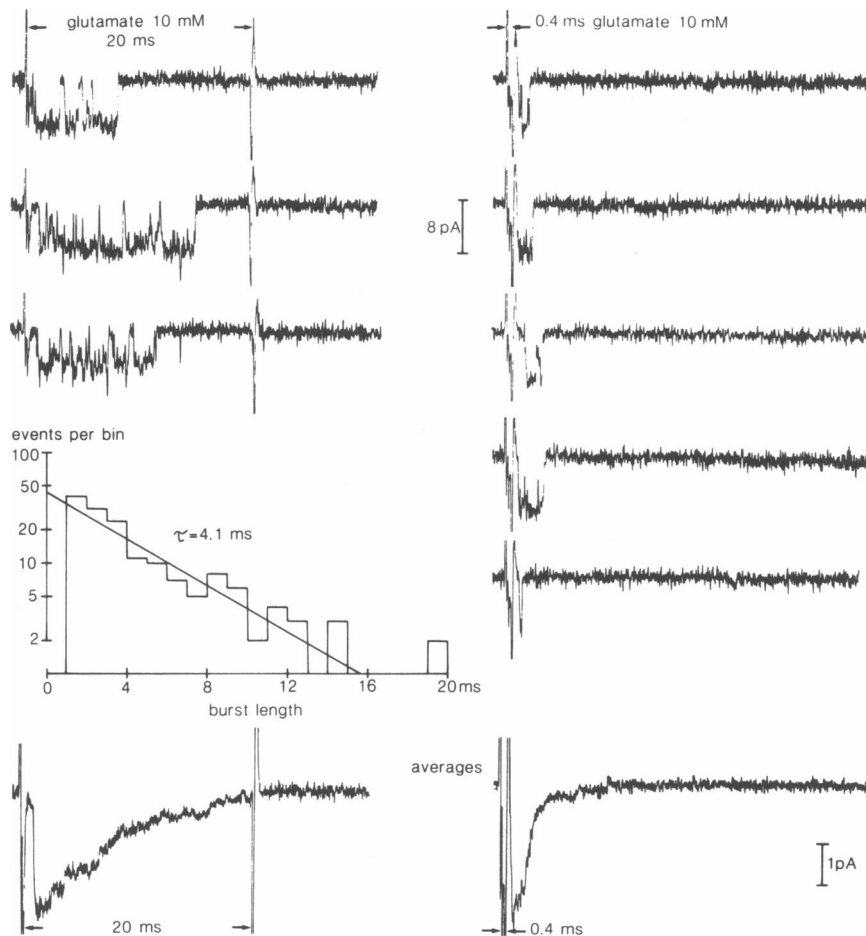 glutamate 10 mM
20 ms
0.4 ms glutamate 10 mM
8 pA
events per bin
100
50
20
10
5
2
τ=4.1 ms
0 4 8 12 16 20 ms
burst length
averages
20 ms
0.4 ms
1pA